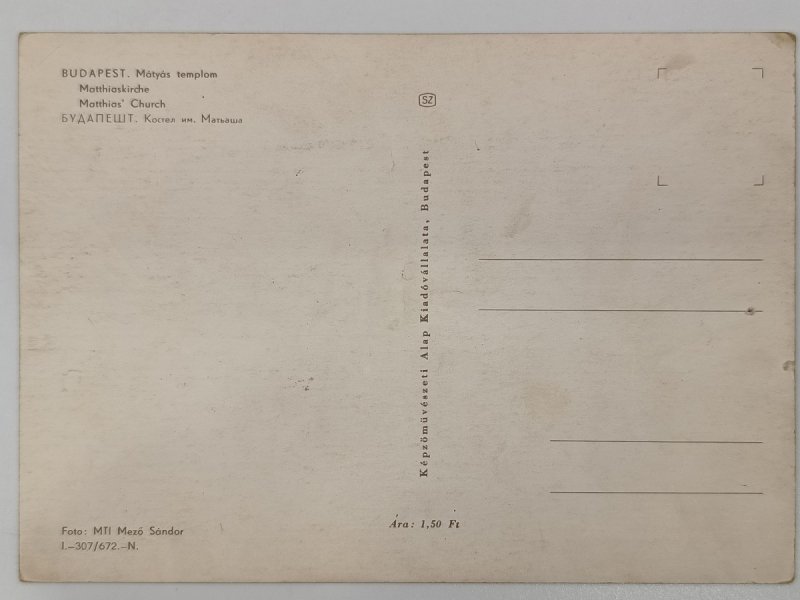 BUDAPEST. Mátyás templom
Matthiaskirche
Matthias' Church
БУДАПЕШТ. Костел им. Матьаша
SZ
Képzőművészeti Alap Kiadóvállalata, Budapest
Foto: MTI Mező Sándor
I.–307/672.–N.
Ára: 1,50 Ft